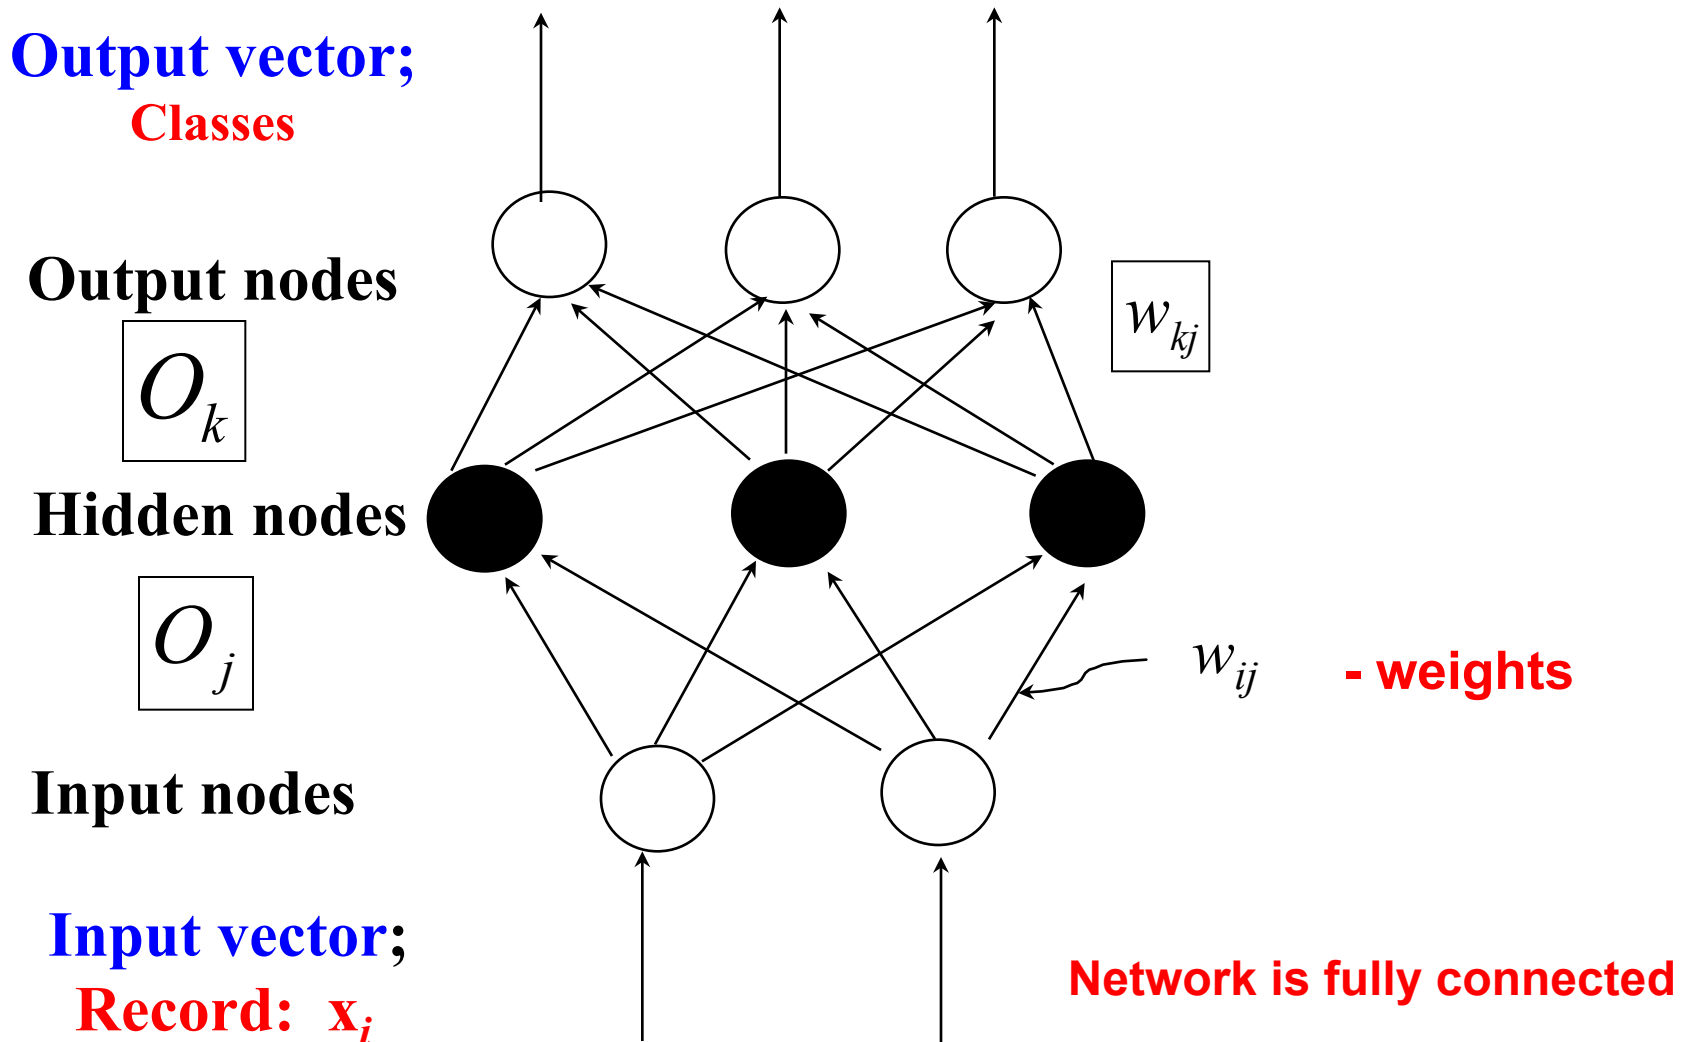 Output vector;
Classes
Output nodes
w_kj
O_k
Hidden nodes
O_j
w_ij - weights
Input nodes
Input vector;
Network is fully connected
Record: x_i